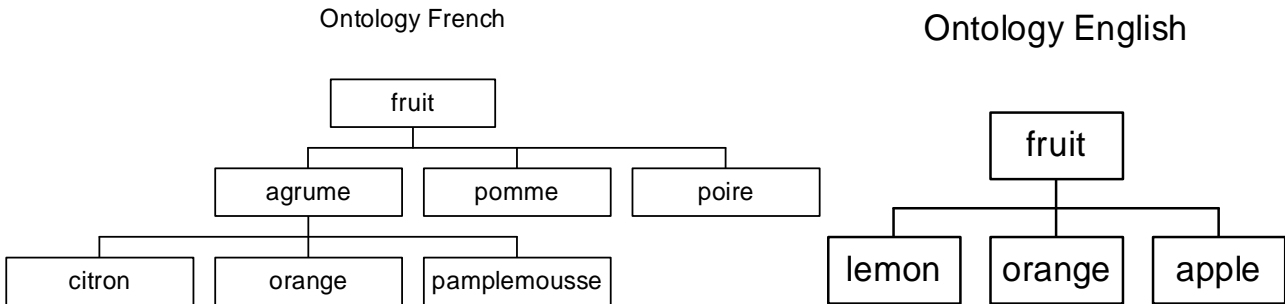 Ontology French
fruit
agrume
pomme
poire
citron
orange
pamplemousse
Ontology English
fruit
lemon
orange
apple